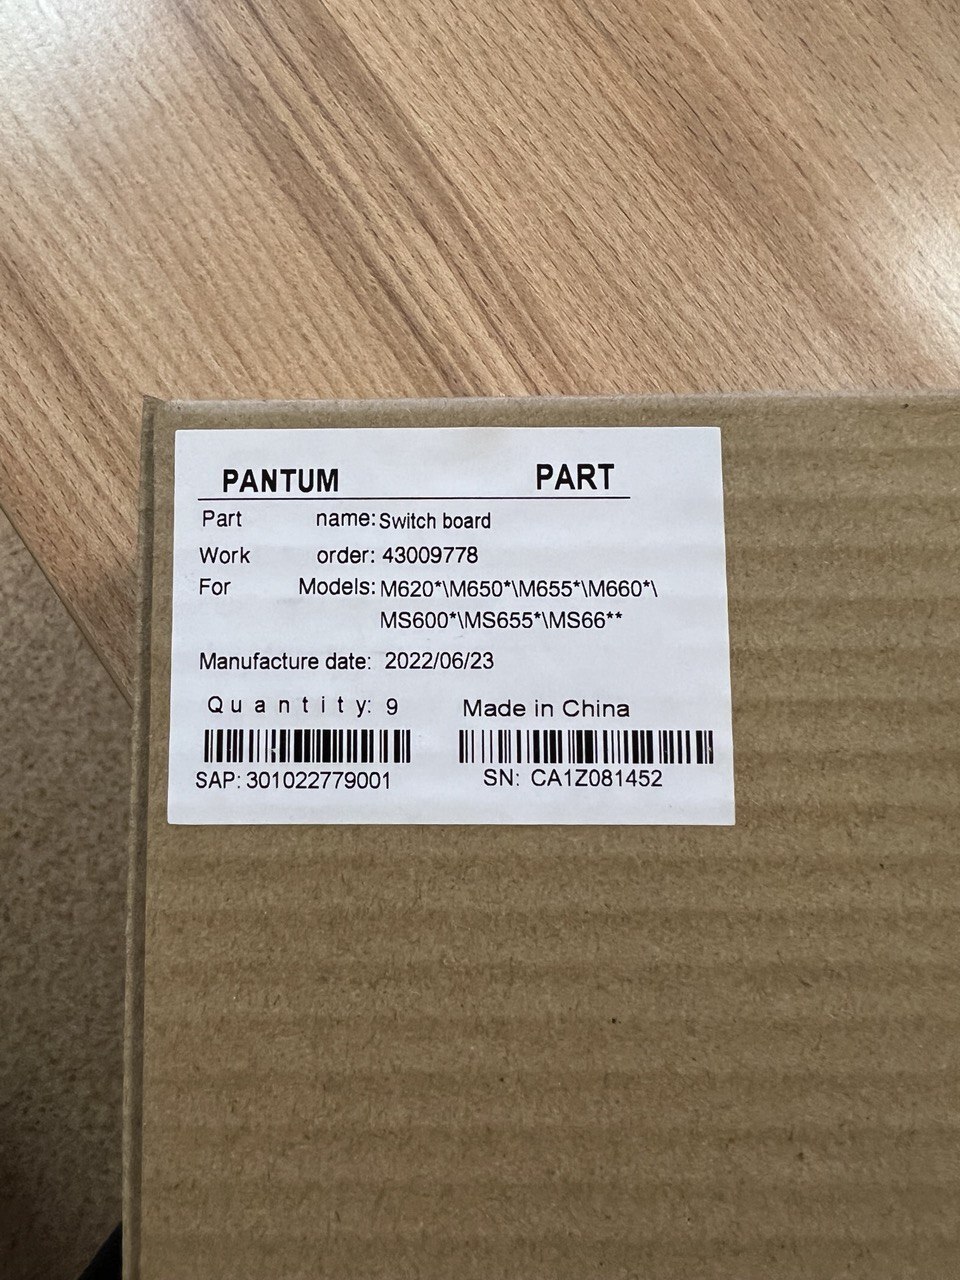 PANTUM PART
Part name: Switch board
Work order: 43009778
For Models: M620*\M650*\M655*\M660*\
MS600*\MS655*\MS66**
Manufacture date: 2022/06/23
Quantity: 9 Made in China
SAP: 301022779001 SN: CA1Z081452